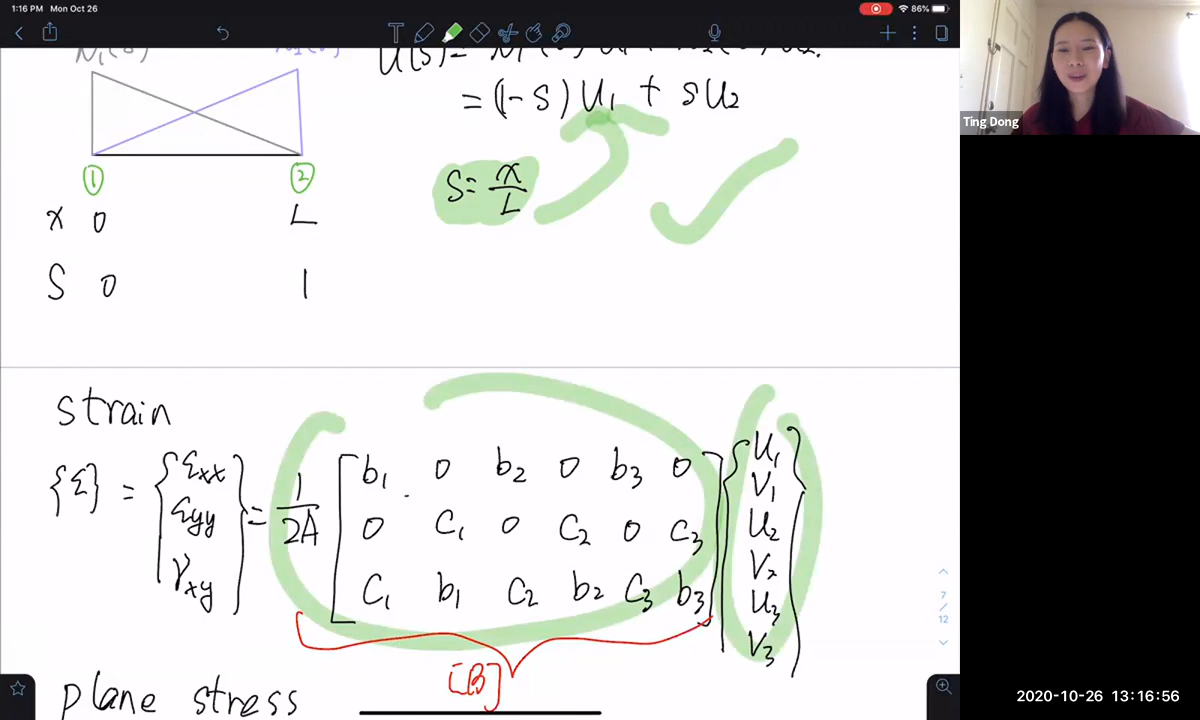 1:16 PM Mon Oct 26
86%
= (1-S) U₁ + SU₂
Ting Dong
S = x/L
① ②
X 0 L
S 0 1
strain
{ε} = {εxx εyy γxy} = 1/2A [b₁ 0 b₂ 0 b₃ 0
0 C₁ 0 C₂ 0 C₃
C₁ b₁ C₂ b₂ C₃ b₃] {U₁ V₁ U₂ V₂ U₃ V₃}
[B]
7/12
plane stress
2020-10-26 13:16:56